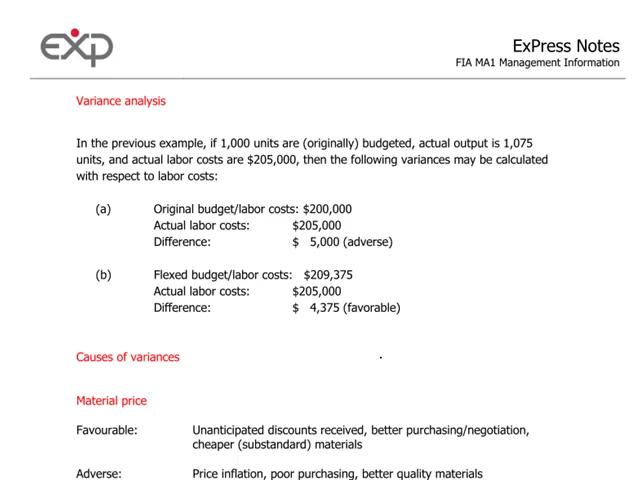 exp
ExPress Notes
FIA MA1 Management Information
Variance analysis
In the previous example, if 1,000 units are (originally) budgeted, actual output is 1,075
units, and actual labor costs are $205,000, then the following variances may be calculated
with respect to labor costs:
(a) Original budget/labor costs: $200,000
Actual labor costs: $205,000
Difference: $ 5,000 (adverse)
(b) Flexed budget/labor costs: $209,375
Actual labor costs: $205,000
Difference: $ 4,375 (favorable)
Causes of variances
Material price
Favourable: Unanticipated discounts received, better purchasing/negotiation,
cheaper (substandard) materials
Adverse: Price inflation, poor purchasing, better quality materials